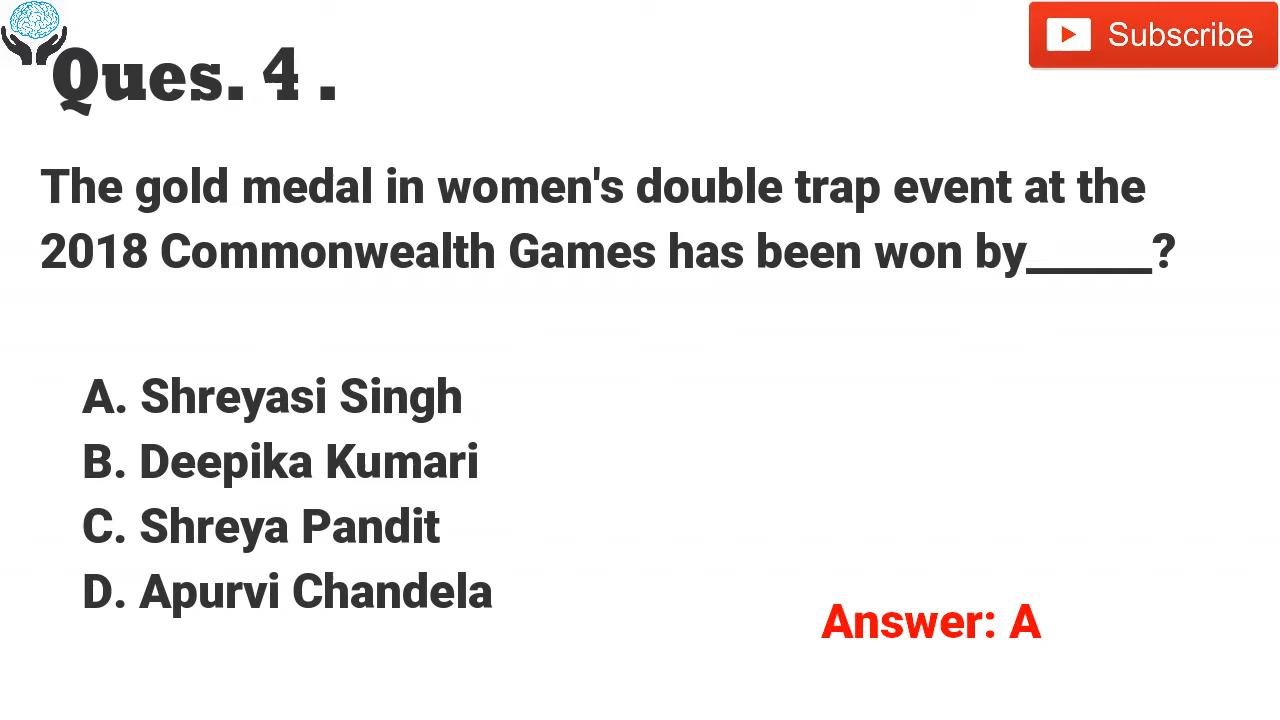 Subscribe
Ques. 4 .
The gold medal in women's double trap event at the
2018 Commonwealth Games has been won by_____?
A. Shreyasi Singh
B. Deepika Kumari
C. Shreya Pandit
D. Apurvi Chandela
Answer: A